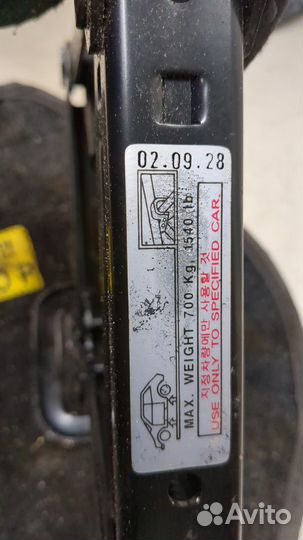 02.09.28
MAX. WEIGHT 700 Kg, 1540 lb
지정차량에만 사용할 것
USE ONLY TO SPECIFIED CAR.
Avito